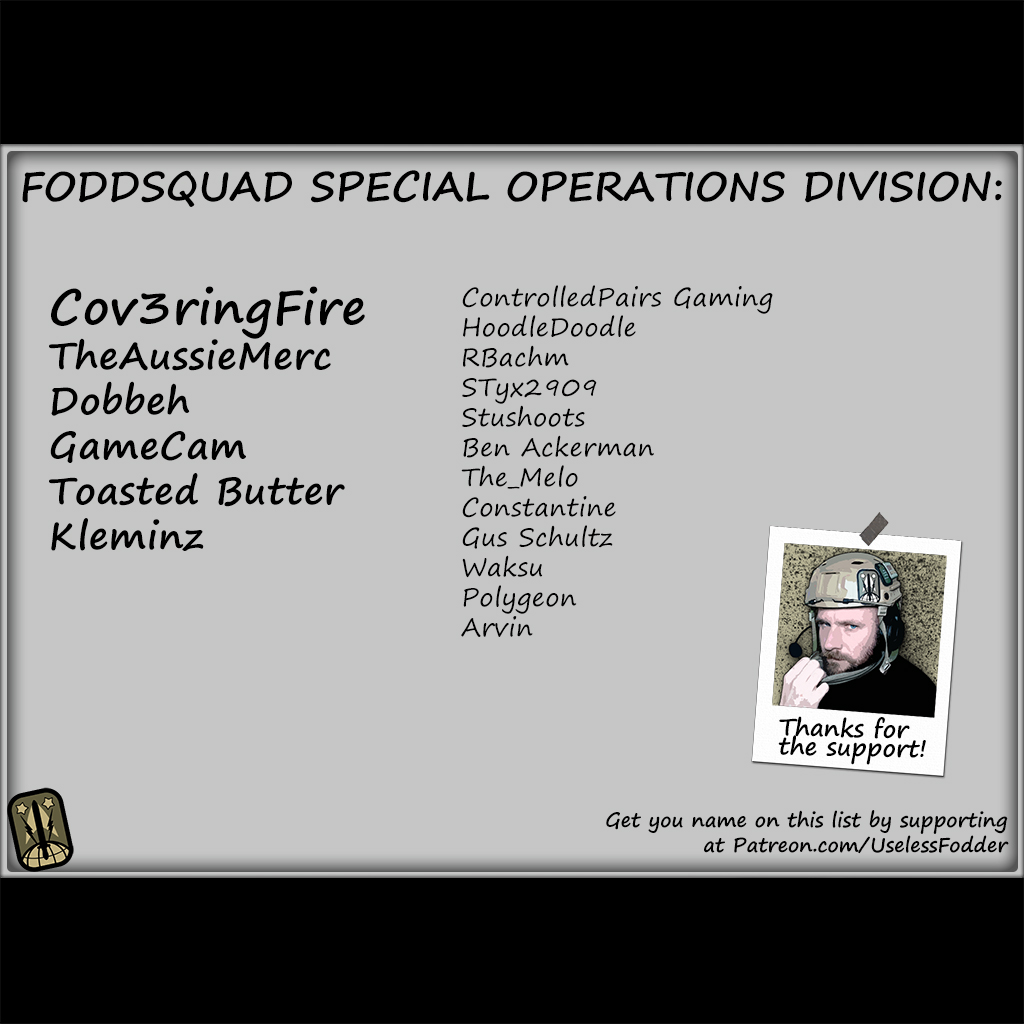 FODDSQUAD SPECIAL OPERATIONS DIVISION:
Cov3ringFire
TheAussieMerc
Dobbeh
GameCam
Toasted Butter
Kleminz
ControlledPairs Gaming
HoodleDoodle
RBachm
STyx2909
Stushoots
Ben Ackerman
The_Melo
Constantine
Gus Schultz
Waksu
Polygeon
Arvin
Thanks for
the support!
Get you name on this list by supporting
at Patreon.com/UselessFodder